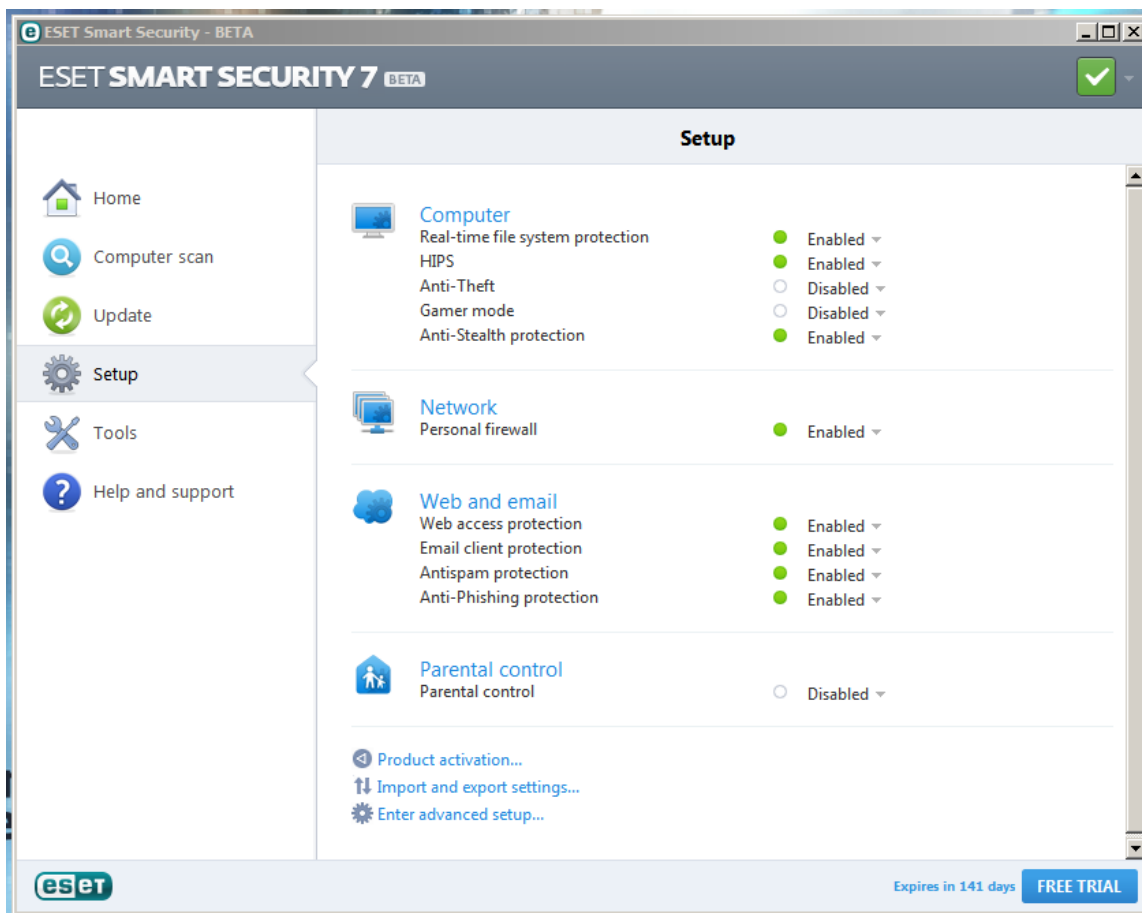 ESET Smart Security - BETA
ESET SMART SECURITY 7 BETA
Setup
Home
Computer scan
Update
Setup
Tools
Help and support
Computer
Real-time file system protection Enabled
HIPS Enabled
Anti-Theft Disabled
Gamer mode Disabled
Anti-Stealth protection Enabled
Network
Personal firewall Enabled
Web and email
Web access protection Enabled
Email client protection Enabled
Antispam protection Enabled
Anti-Phishing protection Enabled
Parental control
Parental control Disabled
Product activation...
Import and export settings...
Enter advanced setup...
eset Expires in 141 days FREE TRIAL